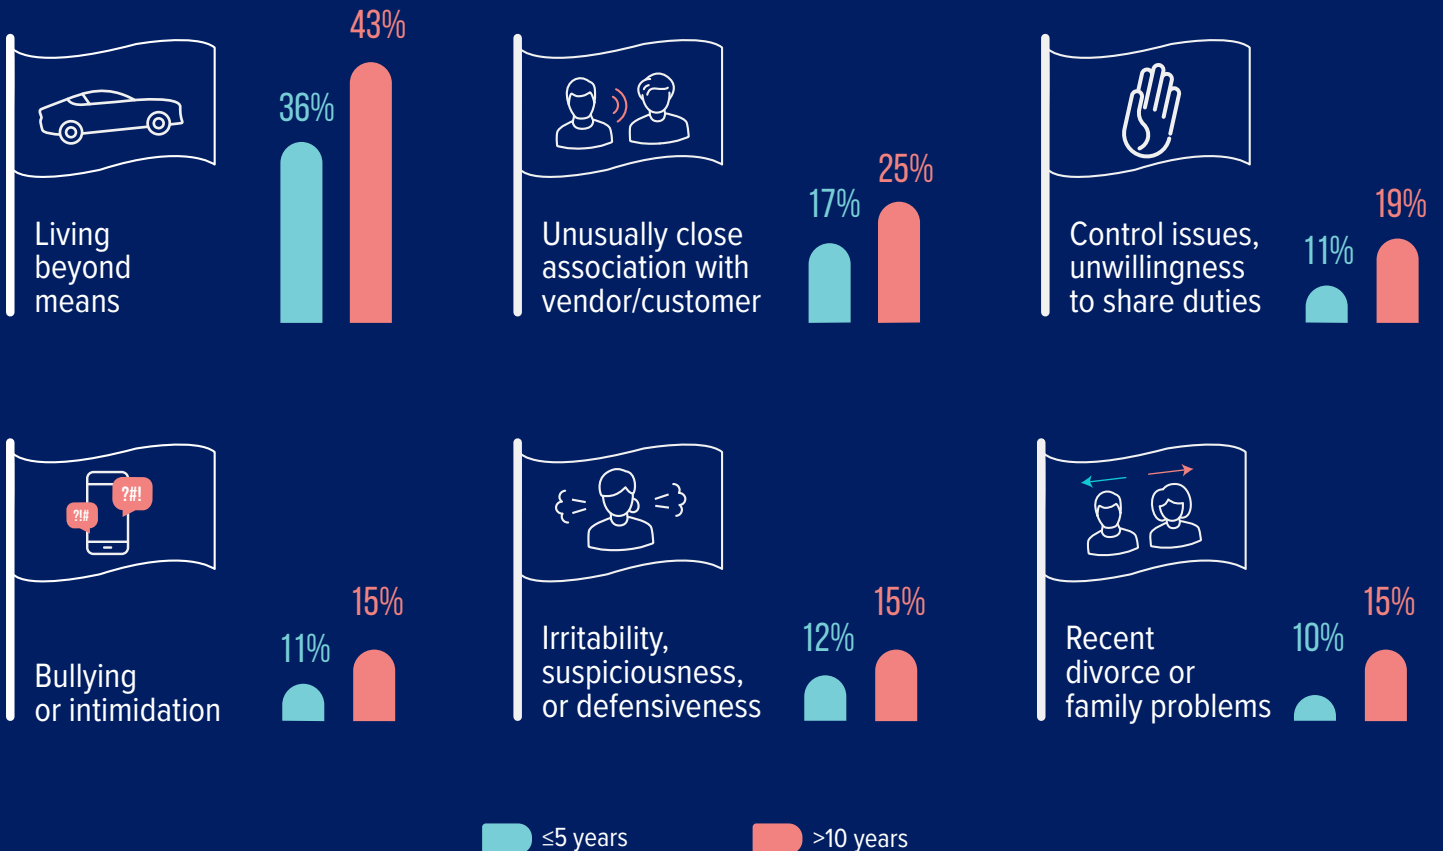 43%
36%
Living
beyond
means
25%
17%
Unusually close
association with
vendor/customer
19%
11%
Control issues,
unwillingness
to share duties
?#!
?!#
15%
11%
Bullying
or intimidation
15%
12%
Irritability,
suspiciousness,
or defensiveness
15%
10%
Recent
divorce or
family problems
≤5 years
>10 years